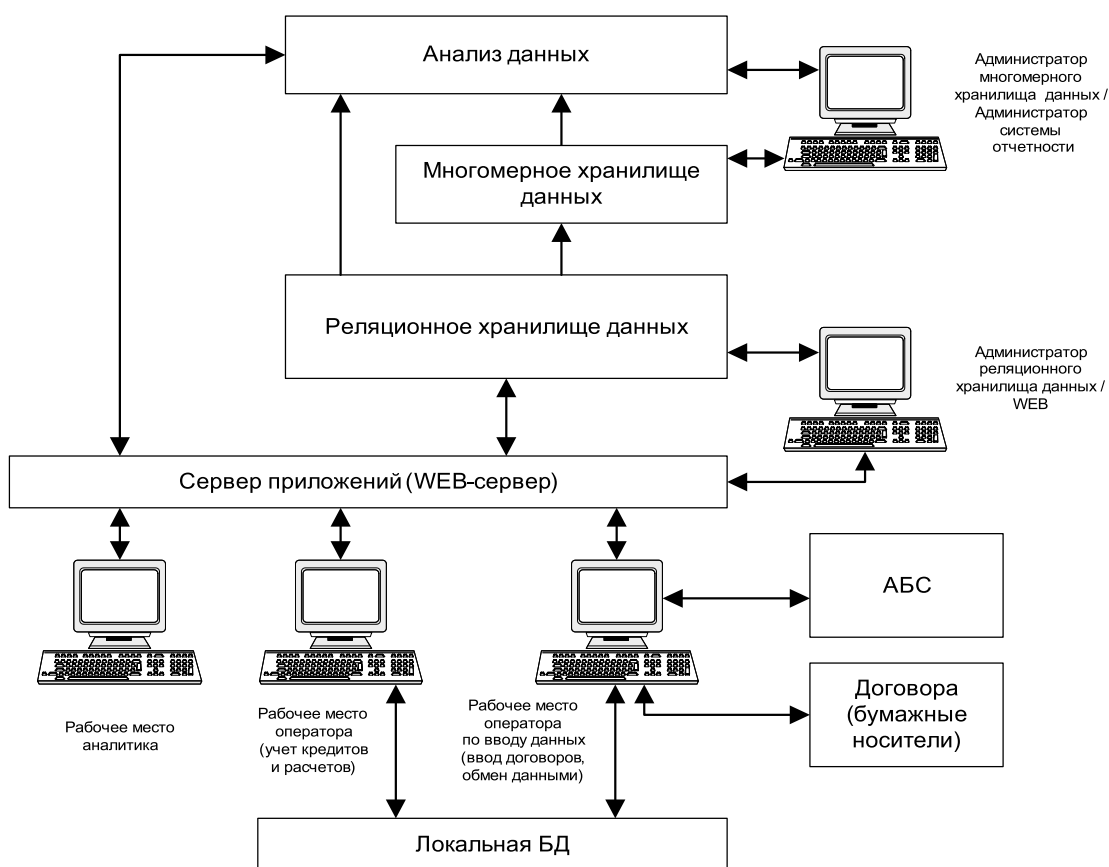 Анализ данных
Администратор
многомерного
хранилища данных /
Администратор
системы
отчетности
Многомерное хранилище
данных
Реляционное хранилище данных
Администратор
реляционного
хранилища данных /
WEB
Сервер приложений (WEB-сервер)
АБС
Договора
(бумажные
носители)
Рабочее место
аналитика
Рабочее место
оператора
(учет кредитов
и расчетов)
Рабочее место
оператора
по вводу данных
(ввод договоров,
обмен данными)
Локальная БД